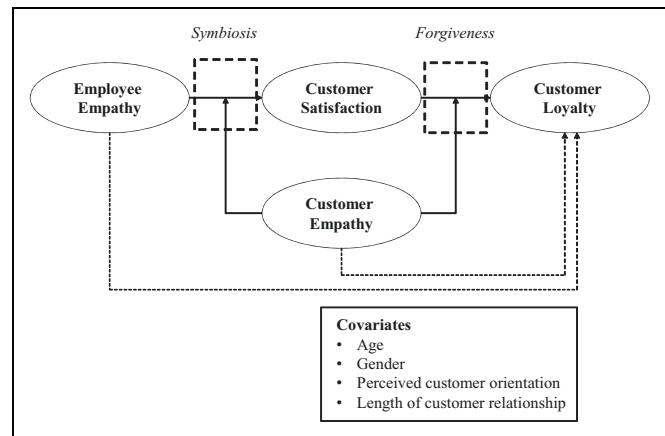 Symbiosis
Forgiveness
Employee
Empathy
Customer
Satisfaction
Customer
Loyalty
Customer
Empathy
Covariates
• Age
• Gender
• Perceived customer orientation
• Length of customer relationship